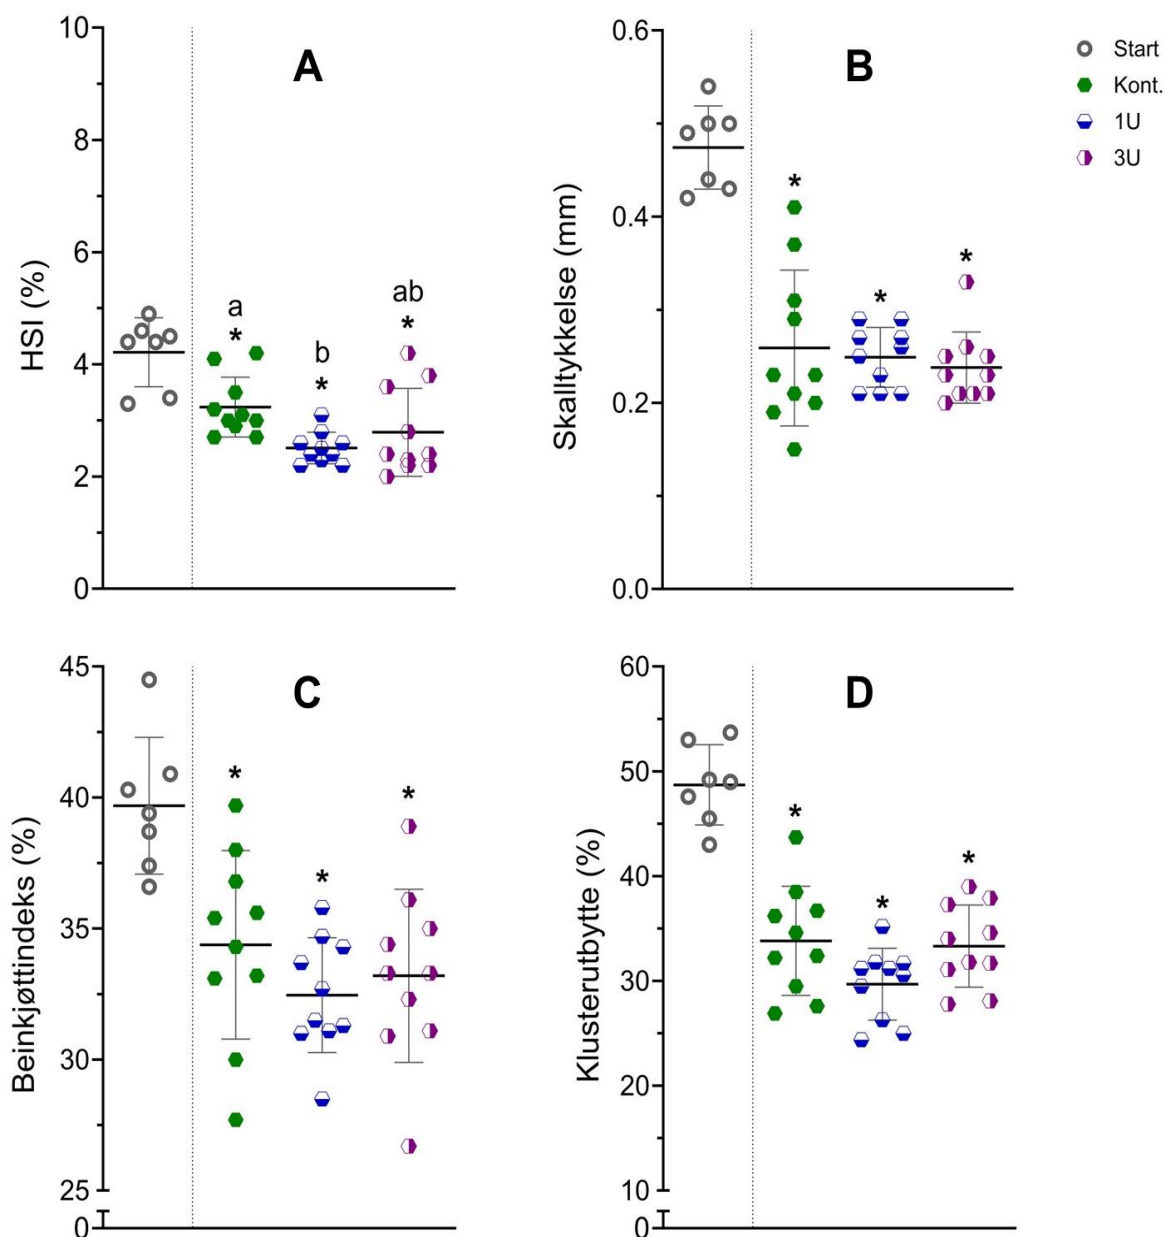 A
HSI (%)
10
8
6
4
2
0
a
*
b
*
ab
*
B
Skalltykkelse (mm)
0.6
0.4
0.2
0.0
*
*
*
Start
Kont.
1U
3U
C
Beinkjøttindeks (%)
45
40
35
30
25
0
*
*
*
D
Klusterutbytte (%)
60
50
40
30
20
10
0
*
*
*